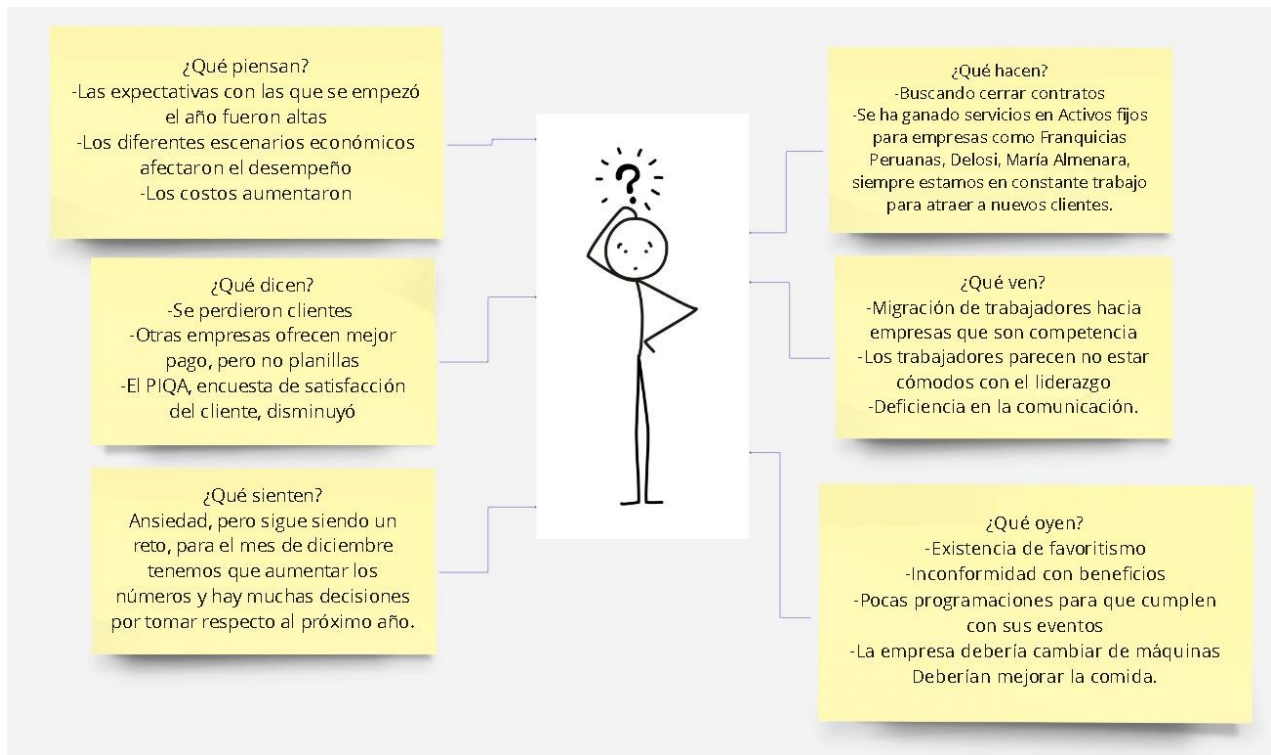 ¿Qué piensan?
-Las expectativas con las que se empezó
el año fueron altas
-Los diferentes escenarios económicos
afectaron el desempeño
-Los costos aumentaron
¿Qué dicen?
-Se perdieron clientes
-Otras empresas ofrecen mejor
pago, pero no planillas
-El PIQA, encuesta de satisfacción
del cliente, disminuyó
¿Qué sienten?
Ansiedad, pero sigue siendo un
reto, para el mes de diciembre
tenemos que aumentar los
números y hay muchas decisiones
por tomar respecto al próximo año.
?
¿Qué hacen?
-Buscando cerrar contratos
-Se ha ganado servicios en Activos fijos
para empresas como Franquicias
Peruanas, Delosi, María Almenara,
siempre estamos en constante trabajo
para atraer a nuevos clientes.
¿Qué ven?
-Migración de trabajadores hacia
empresas que son competencia
-Los trabajadores parecen no estar
cómodos con el liderazgo
-Deficiencia en la comunicación.
¿Qué oyen?
-Existencia de favoritismo
-Inconformidad con beneficios
-Pocas programaciones para que cumplen
con sus eventos
-La empresa debería cambiar de máquinas
Deberían mejorar la comida.